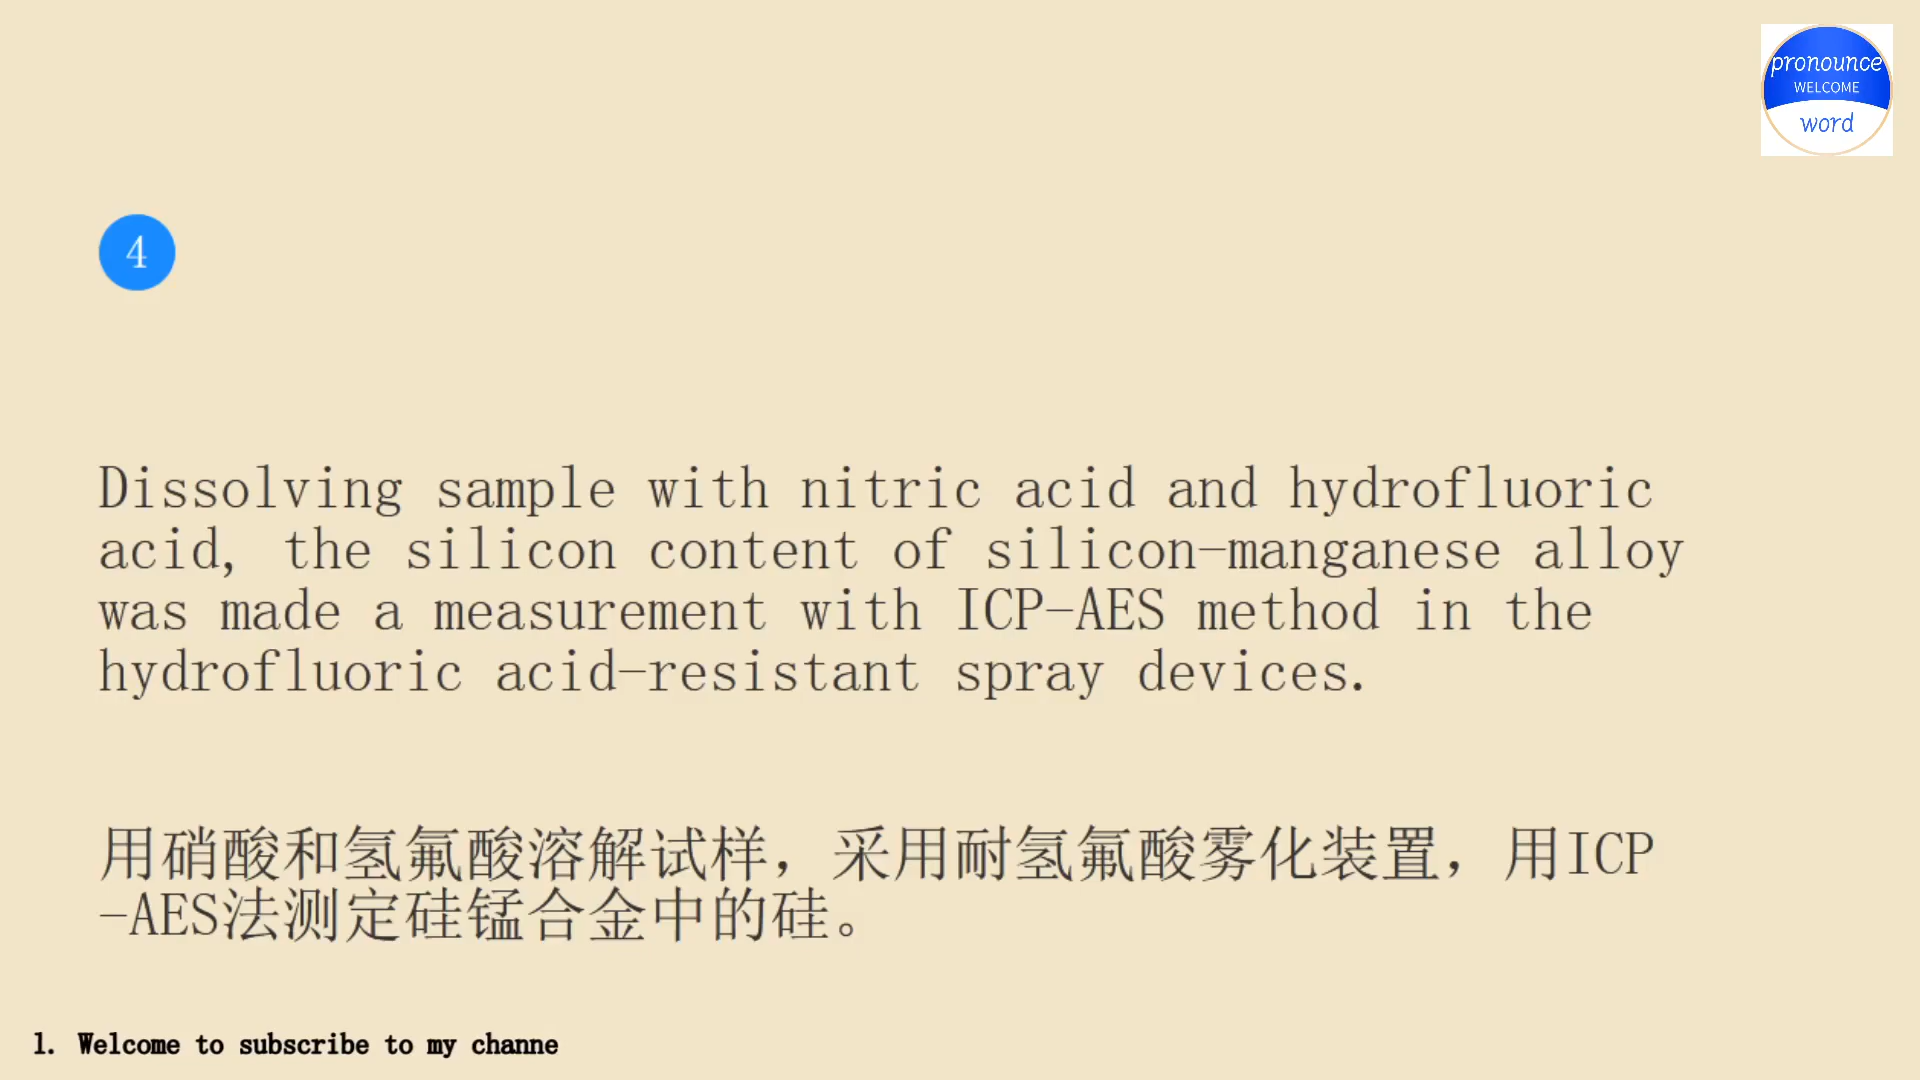 pronounce
WELCOME
word
4
Dissolving sample with nitric acid and hydrofluoric
acid, the silicon content of silicon-manganese alloy
was made a measurement with ICP-AES method in the
hydrofluoric acid-resistant spray devices.
用硝酸和氢氟酸溶解试样，采用耐氢氟酸雾化装置，用ICP
-AES法测定硅锰合金中的硅。
1. Welcome to subscribe to my channe